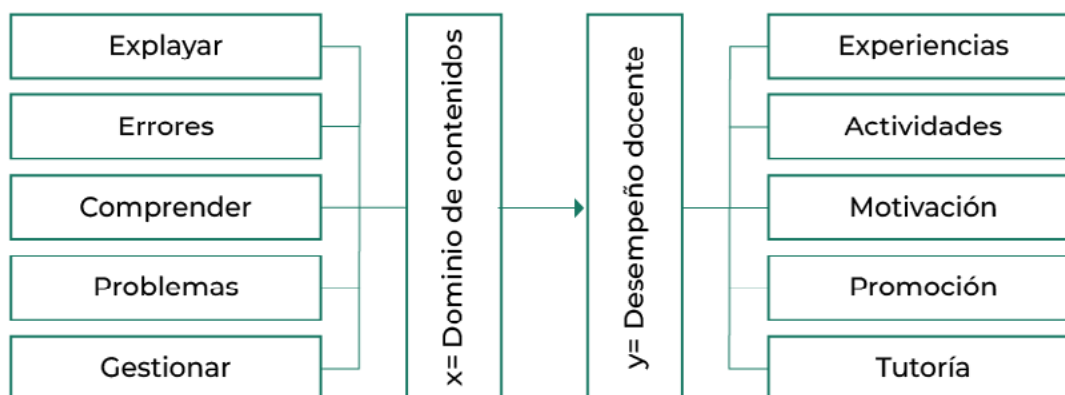 Explayar
Errores
Comprender
Problemas
Gestionar
x= Dominio de contenidos
y= Desempeño docente
Experiencias
Actividades
Motivación
Promoción
Tutoría